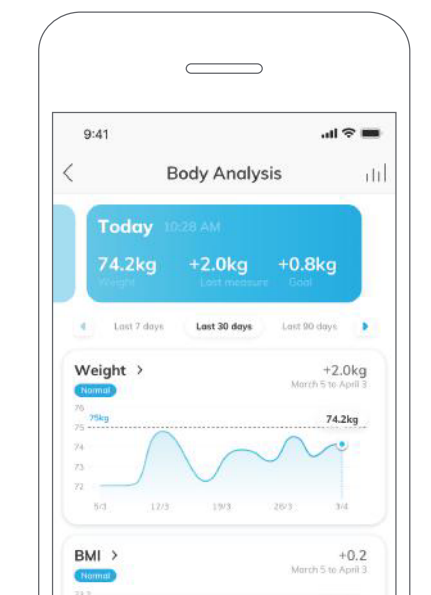 9:41
Body Analysis
Today 10:28 AM
74.2kg +2.0kg +0.8kg
Weight Last measure Goal
Last 7 days Last 30 days Last 90 days
Weight > +2.0kg
Normal March 5 to April 3
76
75kg 74.2kg
75
74
73
72
5/3 12/3 19/3 26/3 3/4
BMI > +0.2
Normal March 5 to April 3